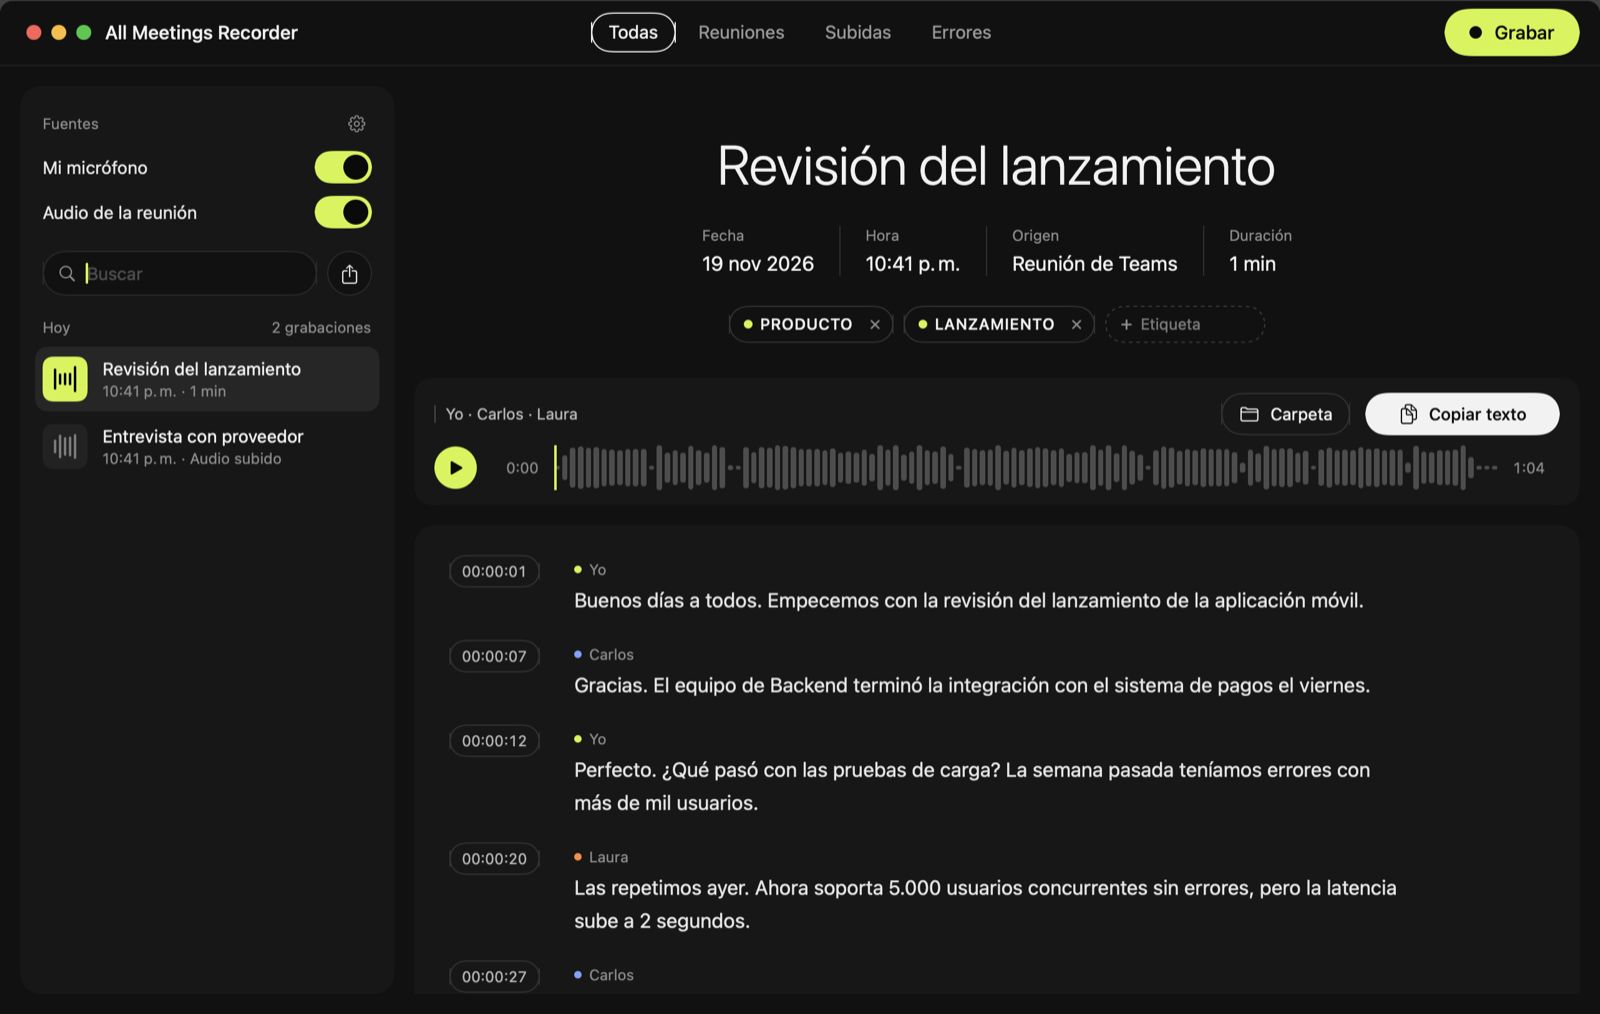 All Meetings Recorder
Todas
Reuniones
Subidas
Errores
Grabar
Fuentes
Mi micrófono
Audio de la reunión
Buscar
Hoy
2 grabaciones
Revisión del lanzamiento
10:41 p. m. · 1 min
Entrevista con proveedor
10:41 p. m. · Audio subido
Revisión del lanzamiento
Fecha
19 nov 2026
Hora
10:41 p. m.
Origen
Reunión de Teams
Duración
1 min
PRODUCTO ×
LANZAMIENTO ×
+ Etiqueta
Yo · Carlos · Laura
Carpeta
Copiar texto
0:00
1:04
00:00:01
Yo
Buenos días a todos. Empecemos con la revisión del lanzamiento de la aplicación móvil.
00:00:07
Carlos
Gracias. El equipo de Backend terminó la integración con el sistema de pagos el viernes.
00:00:12
Yo
Perfecto. ¿Qué pasó con las pruebas de carga? La semana pasada teníamos errores con
más de mil usuarios.
00:00:20
Laura
Las repetimos ayer. Ahora soporta 5.000 usuarios concurrentes sin errores, pero la latencia
sube a 2 segundos.
00:00:27
Carlos